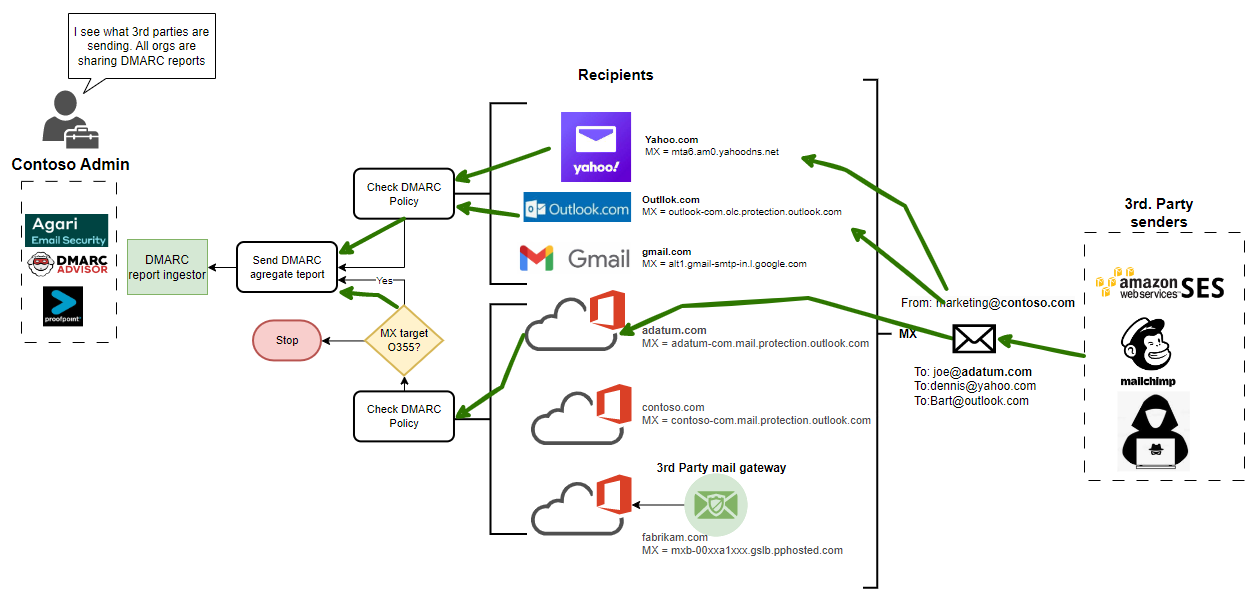 I see what 3rd parties are
sending. All orgs are
sharing DMARC reports
Contoso Admin
Agari
Email Security
DMARC
ADVISOR
proofpoint
DMARC
report ingestor
Send DMARC
agregate teport
Check DMARC
Policy
Yes
MX target
O355?
Stop
Check DMARC
Policy
Recipients
yahoo!
Yahoo.com
MX = mta6.am0.yahoodns.net
Outlook.com
Outllok.com
MX = outlook-com.olc.protection.outlook.com
Gmail
gmail.com
MX = alt1.gmail-smtp-in.l.google.com
adatum.com
MX = adatum-com.mail.protection.outlook.com
contoso.com
MX = contoso-com.mail.protection.outlook.com
3rd Party mail gateway
fabrikam.com
MX = mxb-00xxa1xxx.gslb.pphosted.com
MX
From: marketing@contoso.com
To: joe@adatum.com
To:dennis@yahoo.com
To:Bart@outlook.com
3rd. Party
senders
amazon
webservices™ SES
mailchimp